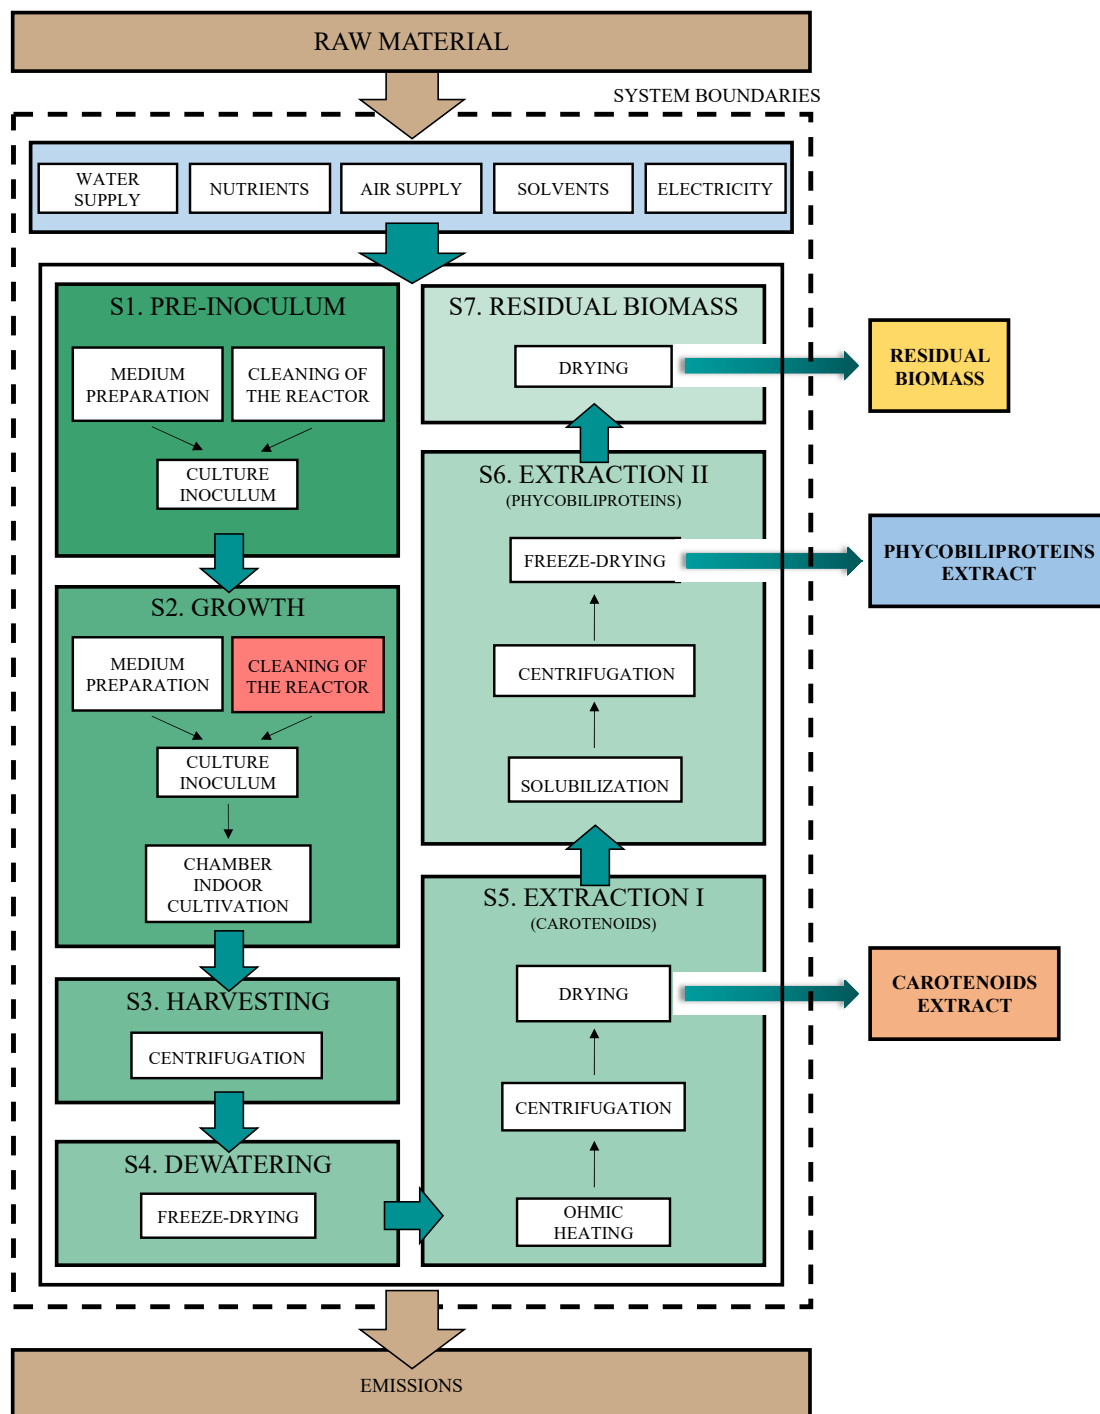 RAW MATERIAL
SYSTEM BOUNDARIES
WATER
SUPPLY
NUTRIENTS
AIR SUPPLY
SOLVENTS
ELECTRICITY
S1. PRE-INOCULUM
MEDIUM
PREPARATION
CLEANING OF
THE REACTOR
CULTURE
INOCULUM
S2. GROWTH
MEDIUM
PREPARATION
CLEANING OF
THE REACTOR
CULTURE
INOCULUM
CHAMBER
INDOOR
CULTIVATION
S3. HARVESTING
CENTRIFUGATION
S4. DEWATERING
FREEZE-DRYING
S7. RESIDUAL BIOMASS
DRYING
S6. EXTRACTION II
(PHYCOBILIPROTEINS)
FREEZE-DRYING
CENTRIFUGATION
SOLUBILIZATION
S5. EXTRACTION I
(CAROTENOIDS)
DRYING
CENTRIFUGATION
OHMIC
HEATING
RESIDUAL
BIOMASS
PHYCOBILIPROTEINS
EXTRACT
CAROTENOIDS
EXTRACT
EMISSIONS